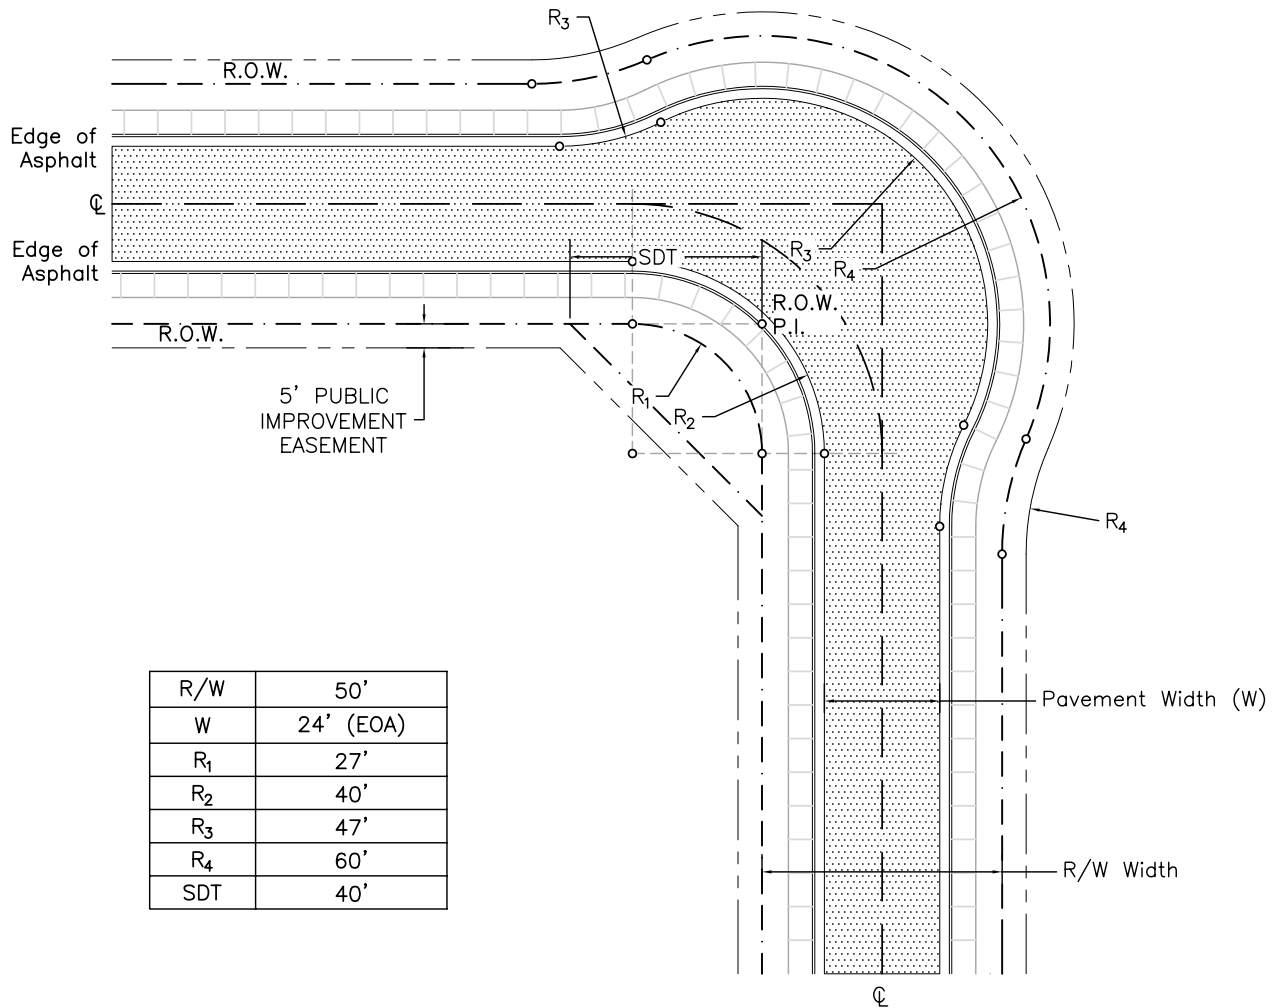 R3
R.O.W.
Edge of
Asphalt
℄
Edge of
Asphalt
SDT
R3
R4
R.O.W.
P.I.
R.O.W.
5' PUBLIC
IMPROVEMENT
EASEMENT
R1
R2
R4
R/W 50'
W 24' (EOA)
R1 27'
R2 40'
R3 47'
R4 60'
SDT 40'
Pavement Width (W)
R/W Width
℄